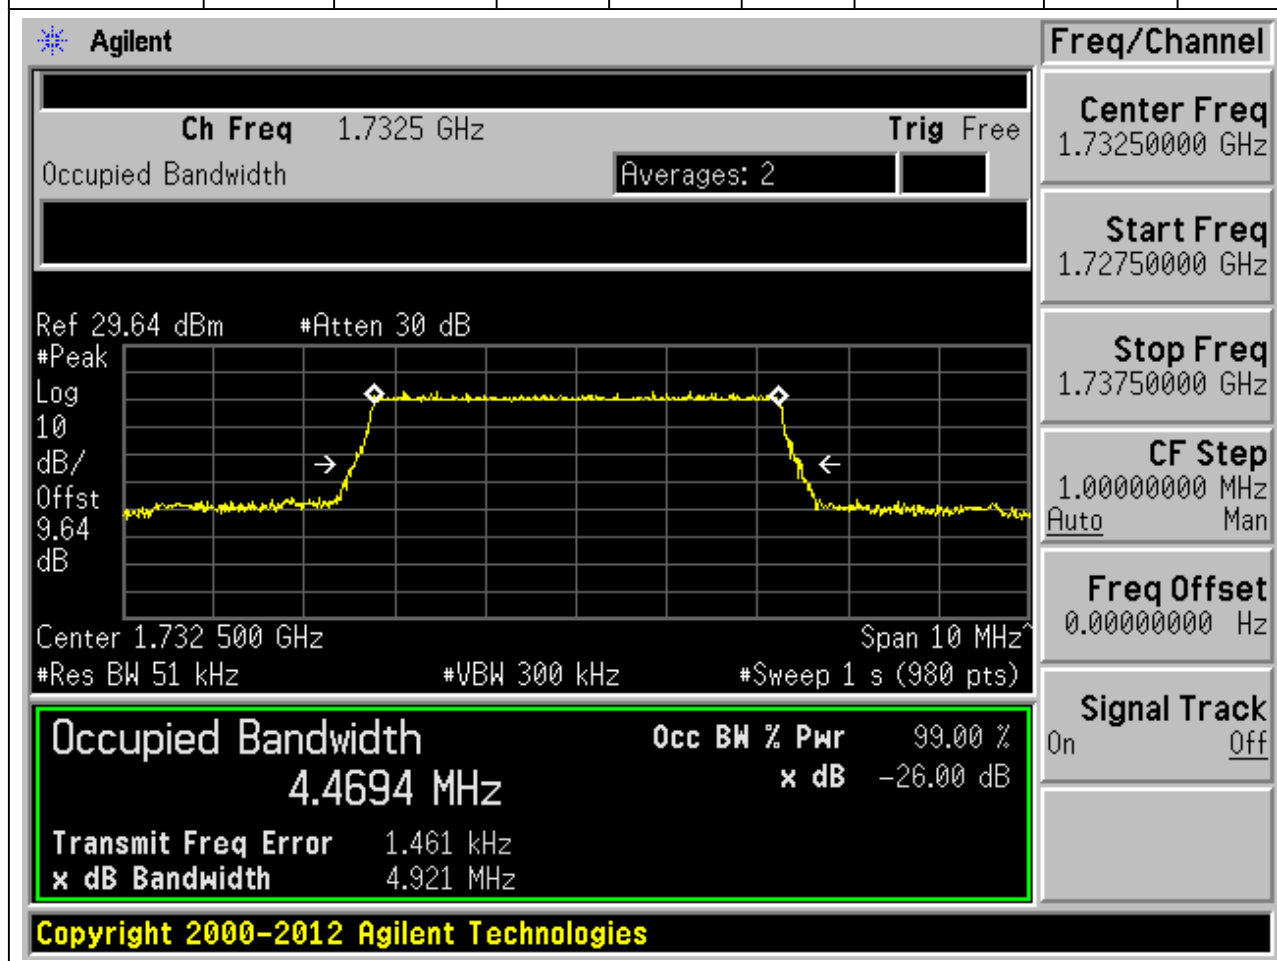 Agilent
Freq/Channel
Ch Freq 1.7325 GHz Trig Free
Occupied Bandwidth Averages: 2
Center Freq
1.73250000 GHz
Start Freq
1.72750000 GHz
Stop Freq
1.73750000 GHz
CF Step
1.00000000 MHz
Auto Man
Freq Offset
0.00000000 Hz
Signal Track
On Off
Ref 29.64 dBm #Atten 30 dB
#Peak
Log
10
dB/
Offst
9.64
dB
Center 1.732 500 GHz Span 10 MHz^
#Res BW 51 kHz #VBW 300 kHz #Sweep 1 s (980 pts)
Occupied Bandwidth Occ BW % Pwr 99.00 %
4.4694 MHz x dB -26.00 dB
Transmit Freq Error 1.461 kHz
x dB Bandwidth 4.921 MHz
Copyright 2000-2012 Agilent Technologies